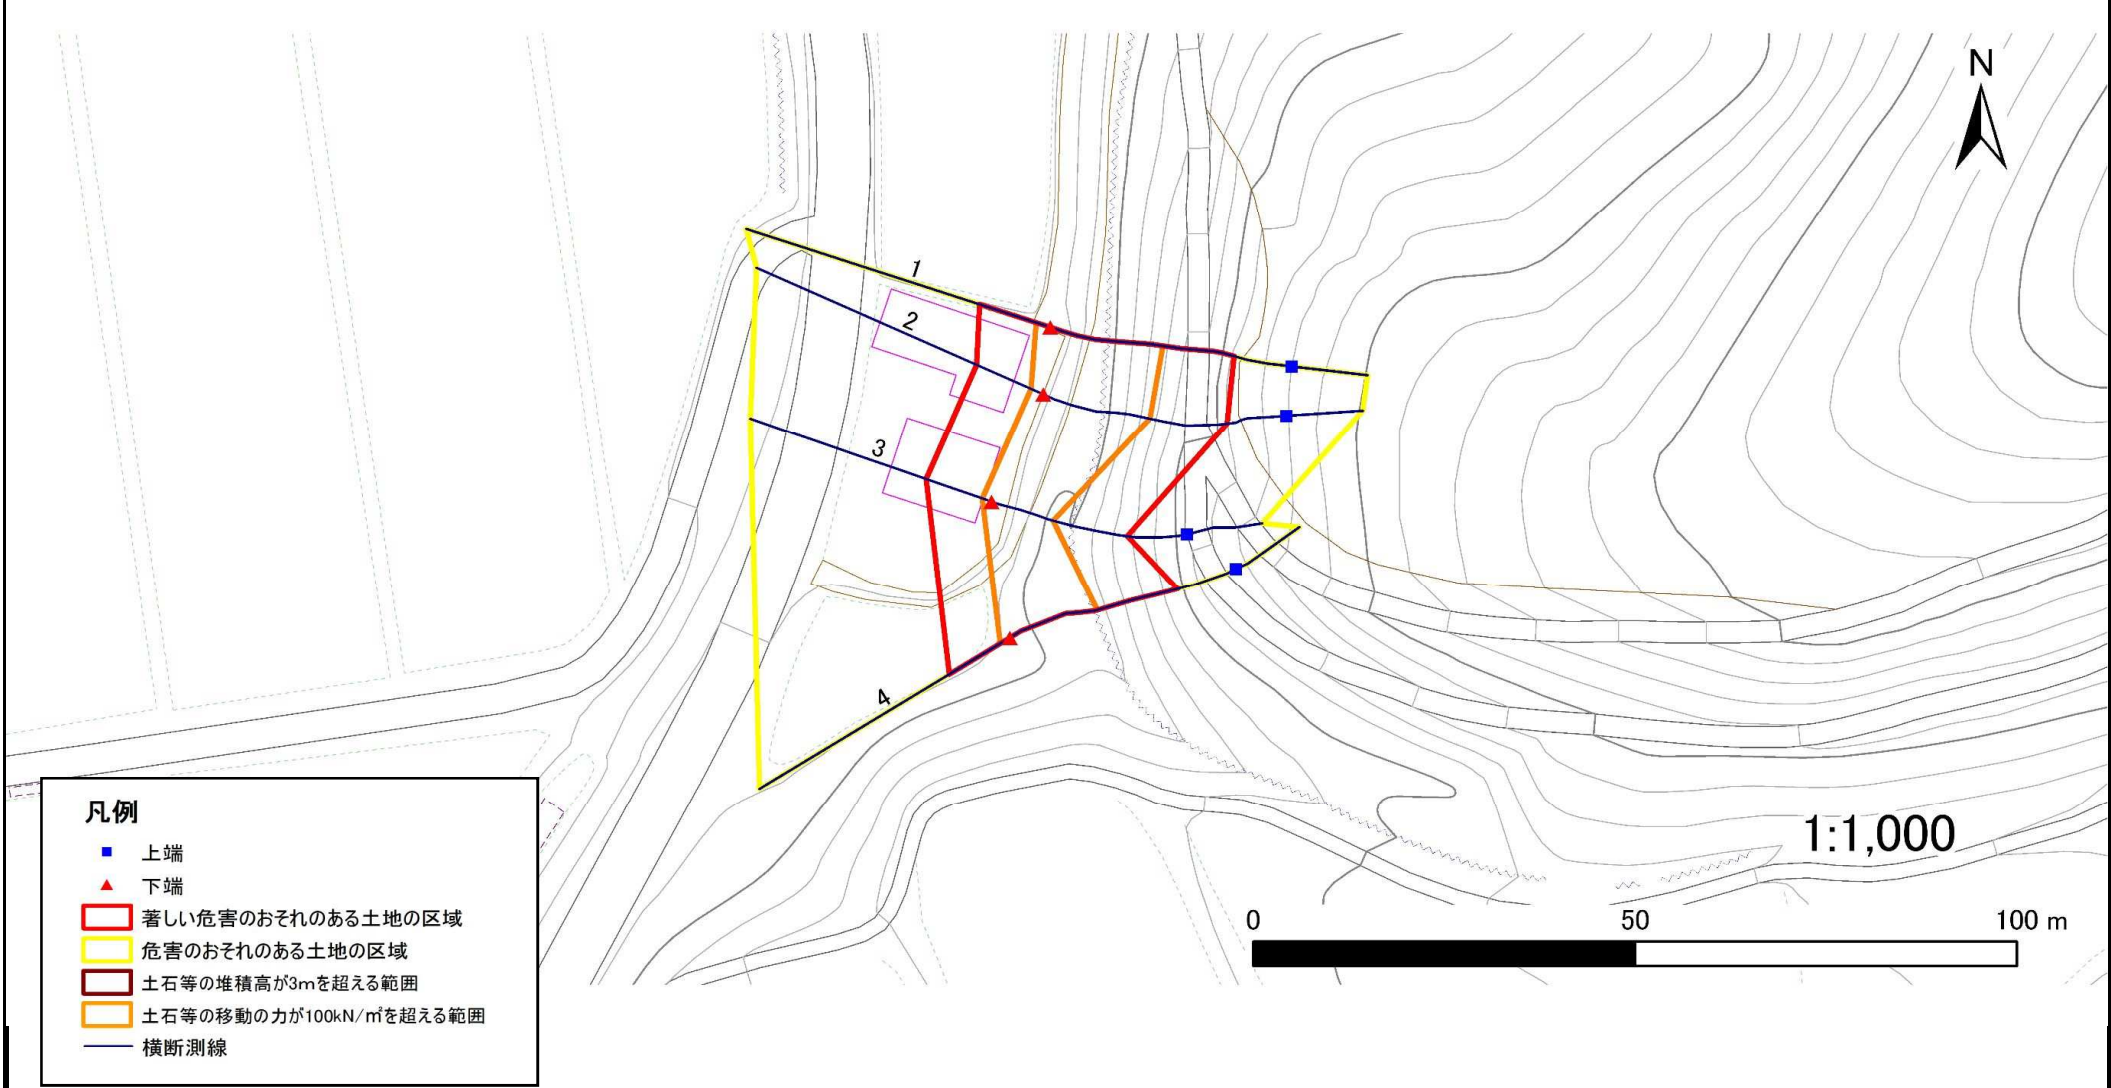 N
1
2
3
4
1:1,000
0 50 100 m
凡例
上端
下端
著しい危害のおそれのある土地の区域
危害のおそれのある土地の区域
土石等の堆積高が3mを超える範囲
土石等の移動の力が100kN/㎡を超える範囲
横断測線